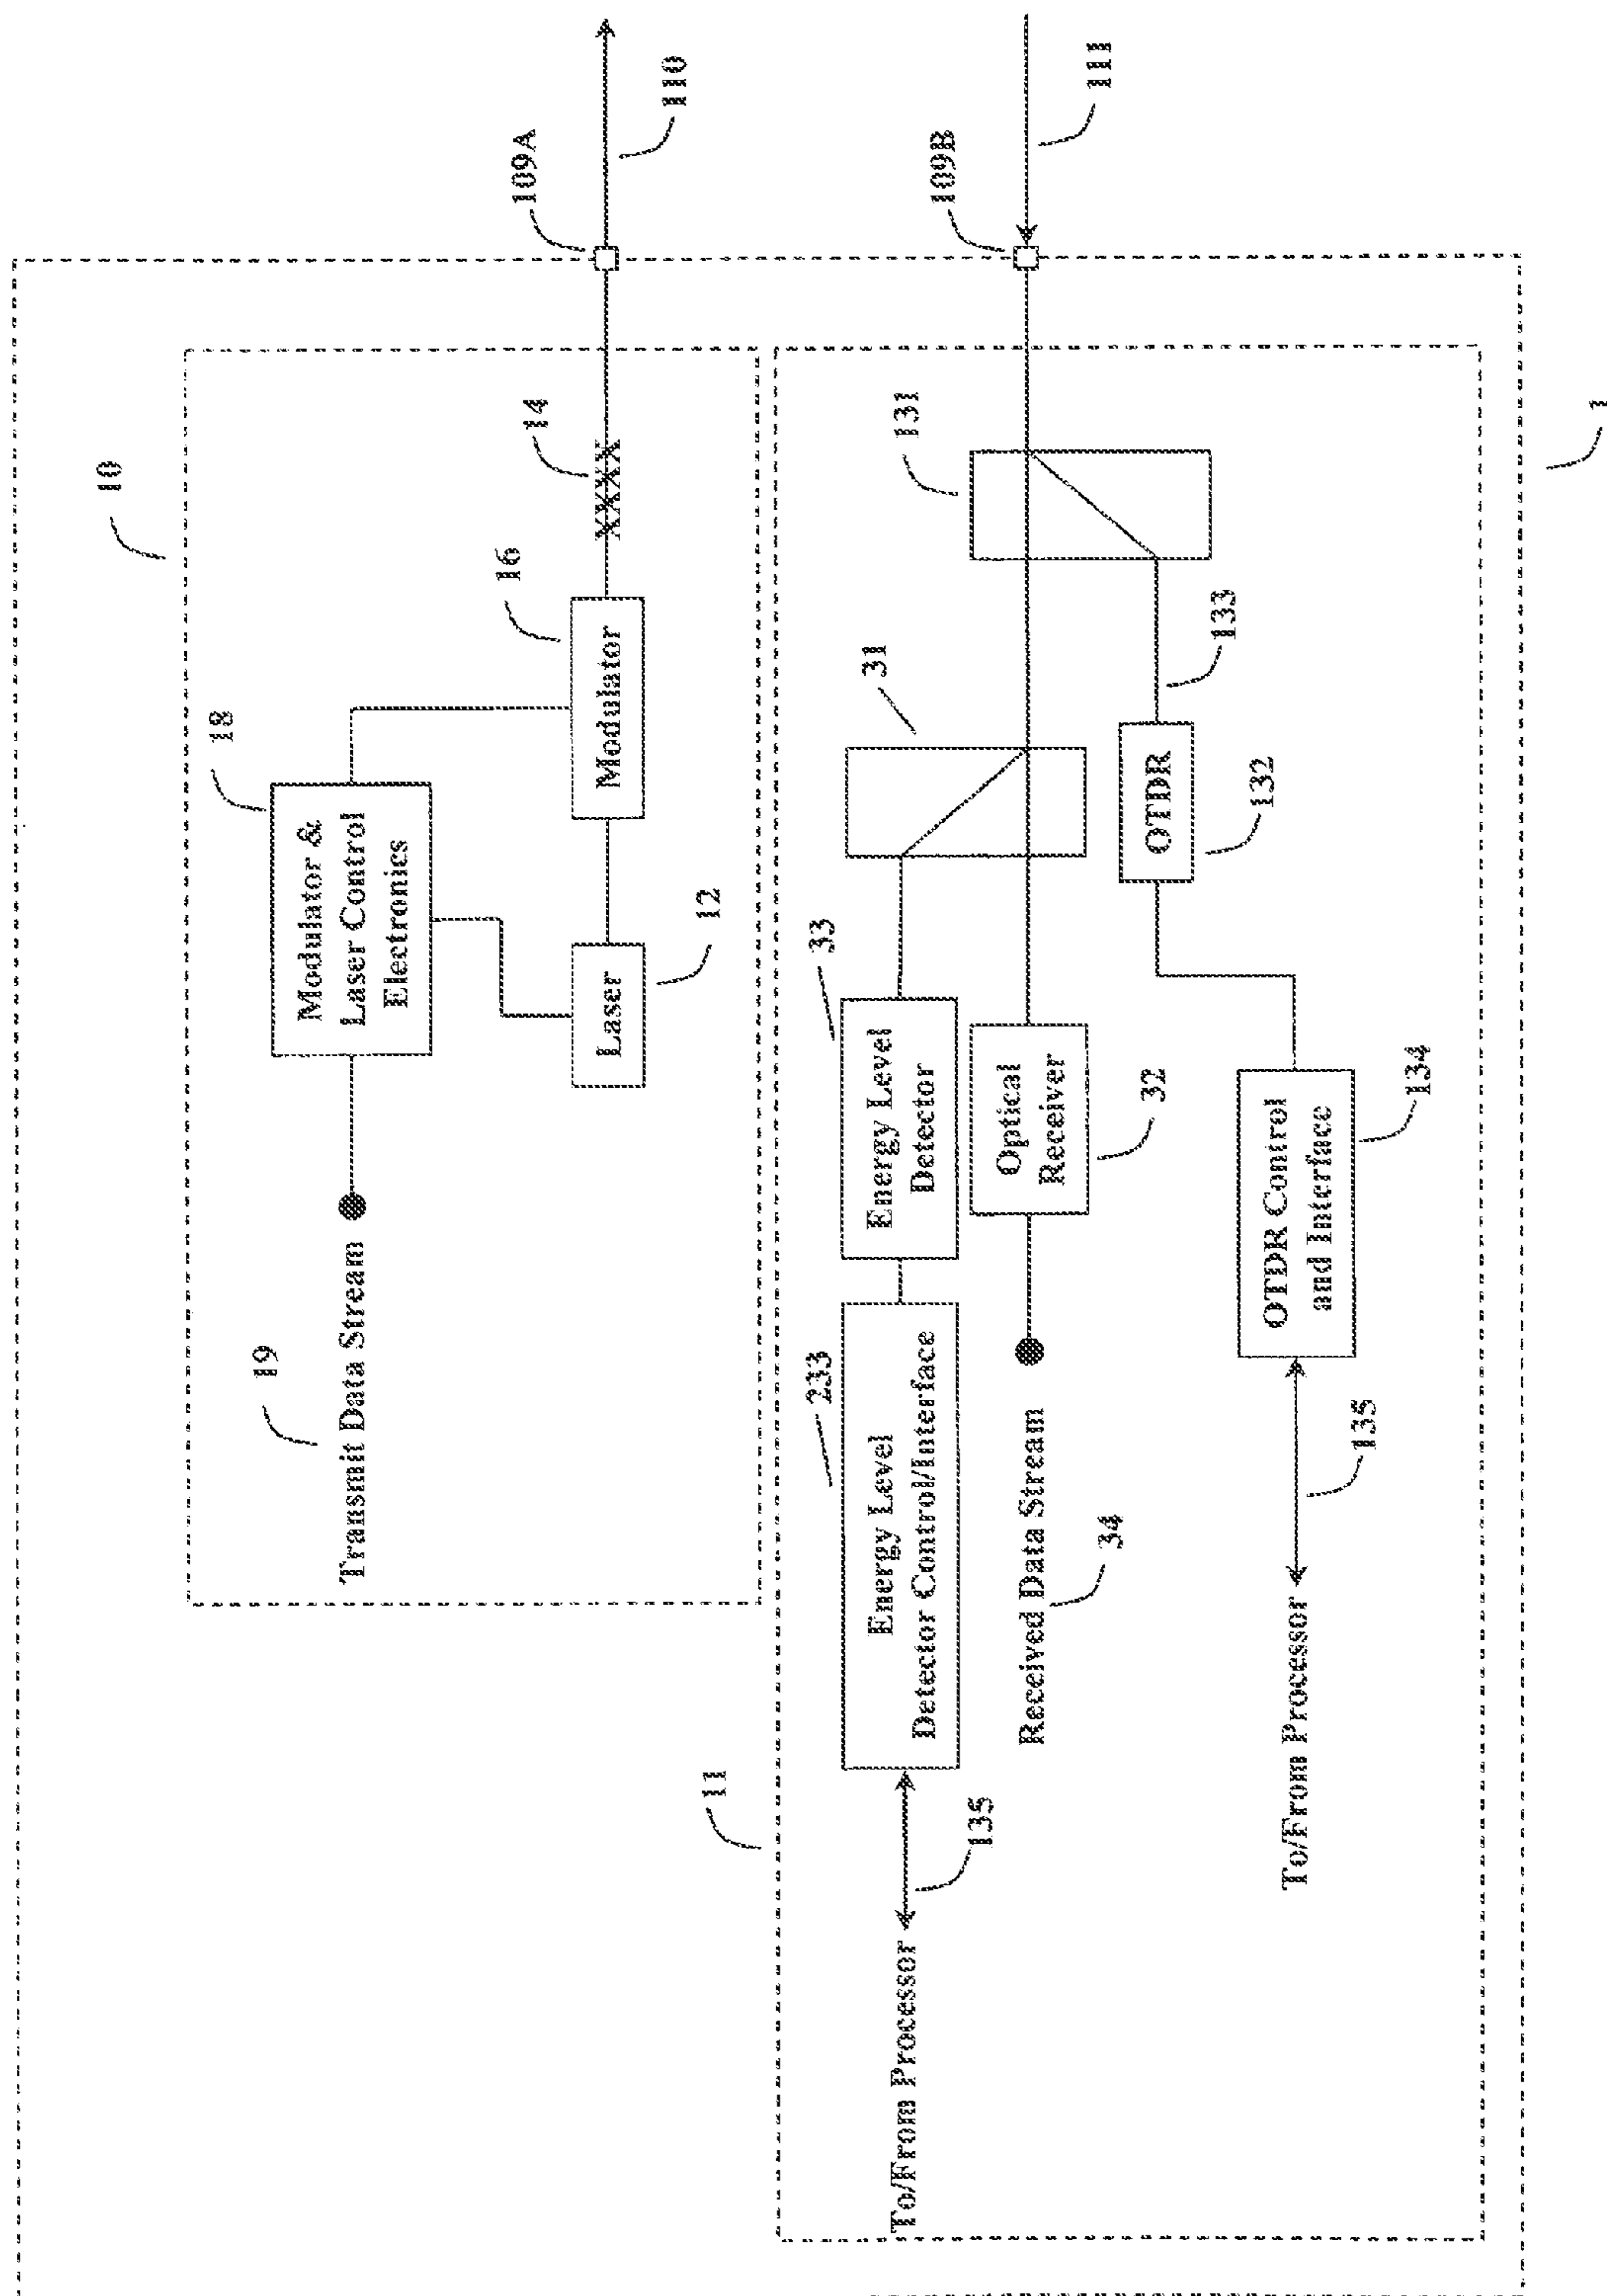 10
18
Modulator &
Laser Control
Electronics
16
Modulator
14
XXXX
109A
110
19
Transmit Data Stream
Laser
12
11
233
Energy Level
Detector Control/Interface
33
Energy Level
Detector
31
131
109B
111
To/From Processor
135
Received Data Stream
34
Optical
Receiver
32
OTDR
132
133
To/From Processor
135
OTDR Control
and Interface
134
1